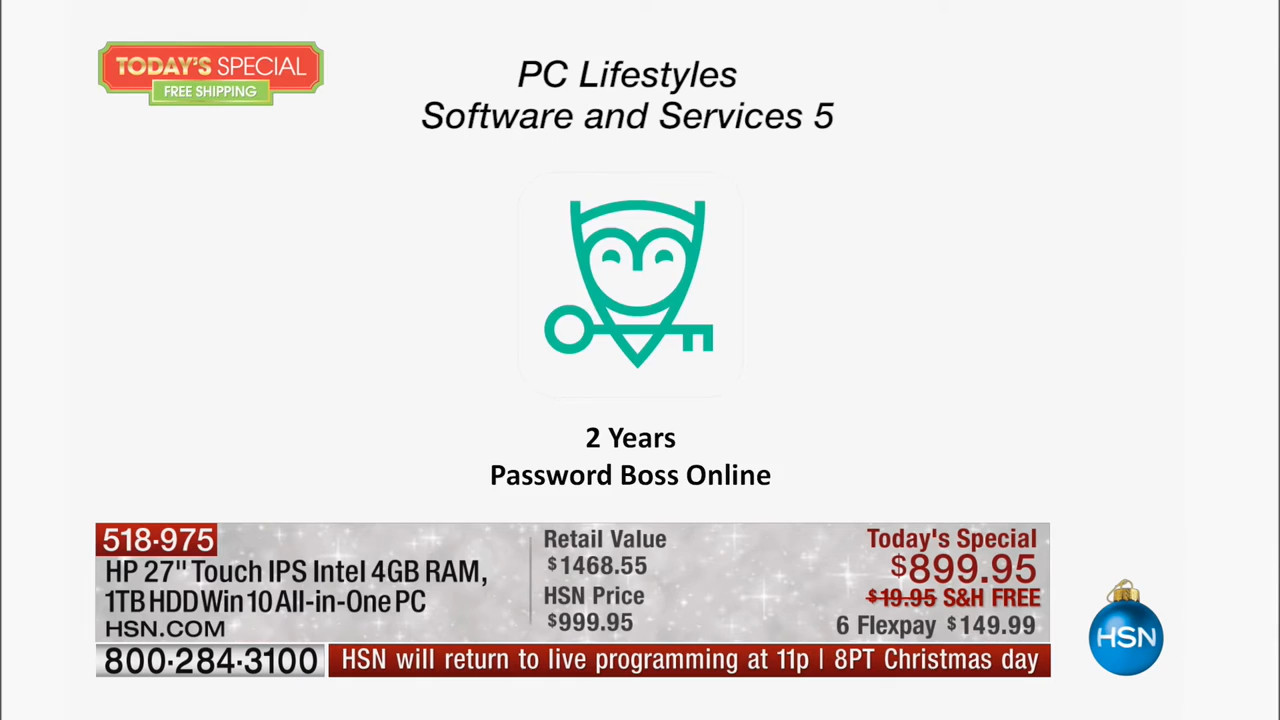 TODAY'S SPECIAL
FREE SHIPPING
PC Lifestyles
Software and Services 5
2 Years
Password Boss Online
518-975
HP 27" Touch IPS Intel 4GB RAM,
1TB HDD Win 10 All-in-One PC
HSN.COM
Retail Value
$1468.55
HSN Price
$999.95
Today's Special
$899.95
$19.95 S&H FREE
6 Flexpay $149.99
800-284-3100
HSN will return to live programming at 11p | 8PT Christmas day
HSN